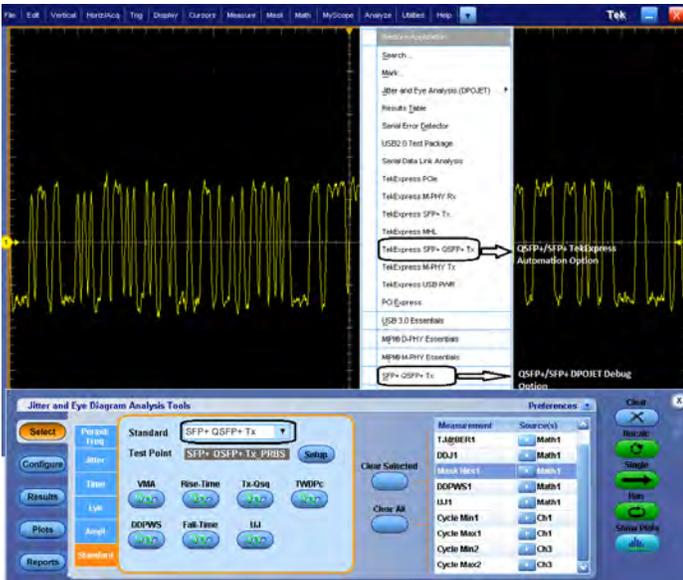 File Edit Vertical Horiz/Acq Trig Display Cursors Measure Mask Math MyScope Analyze Utilities Help Tek X
Search...
Mark...
Jitter and Eye Analysis (DPOJET)
Results Table
Serial Error Detector
USB2.0 Test Package
Serial Data Link Analysis
TekExpress PCIe
TekExpress M-PHY Rx
TekExpress SFP+ Tx
TekExpress MHL
TekExpress SFP+ QSFP+ Tx
QSFP+/SFP+ TekExpress
Automation Option
TekExpress M-PHY Tx
TekExpress USB PWR
PCI Express
USB 3.0 Essentials
MIPI® D-PHY Essentials
MIPI® M-PHY Essentials
SFP+ QSFP+ Tx
QSFP+/SFP+ DPOJET Debug
Option
1
Jitter and Eye Diagram Analysis Tools
Preferences
Clear
X
Select
Period/
Freq
Jitter
Time
Eye
Ampl
Standard
Configure
Results
Plots
Reports
Standard SFP+ QSFP+ Tx
Test Point SFP+ QSFP+ Tx_PRBS Setup
VMA Rise-Time Tx-Qsq TWDPc
DDPWS Fall-Time UJ
Clear Selected
Clear All
Measurement Source(s)
TJ@BER1 Math1
DDJ1 Math1
Mask Hits1 Math1
DDPWS1 Math1
UJ1 Math1
Cycle Min1 Ch1
Cycle Max1 Ch1
Cycle Min2 Ch3
Cycle Max2 Ch3
Recalc
Single
Run
Show Plots